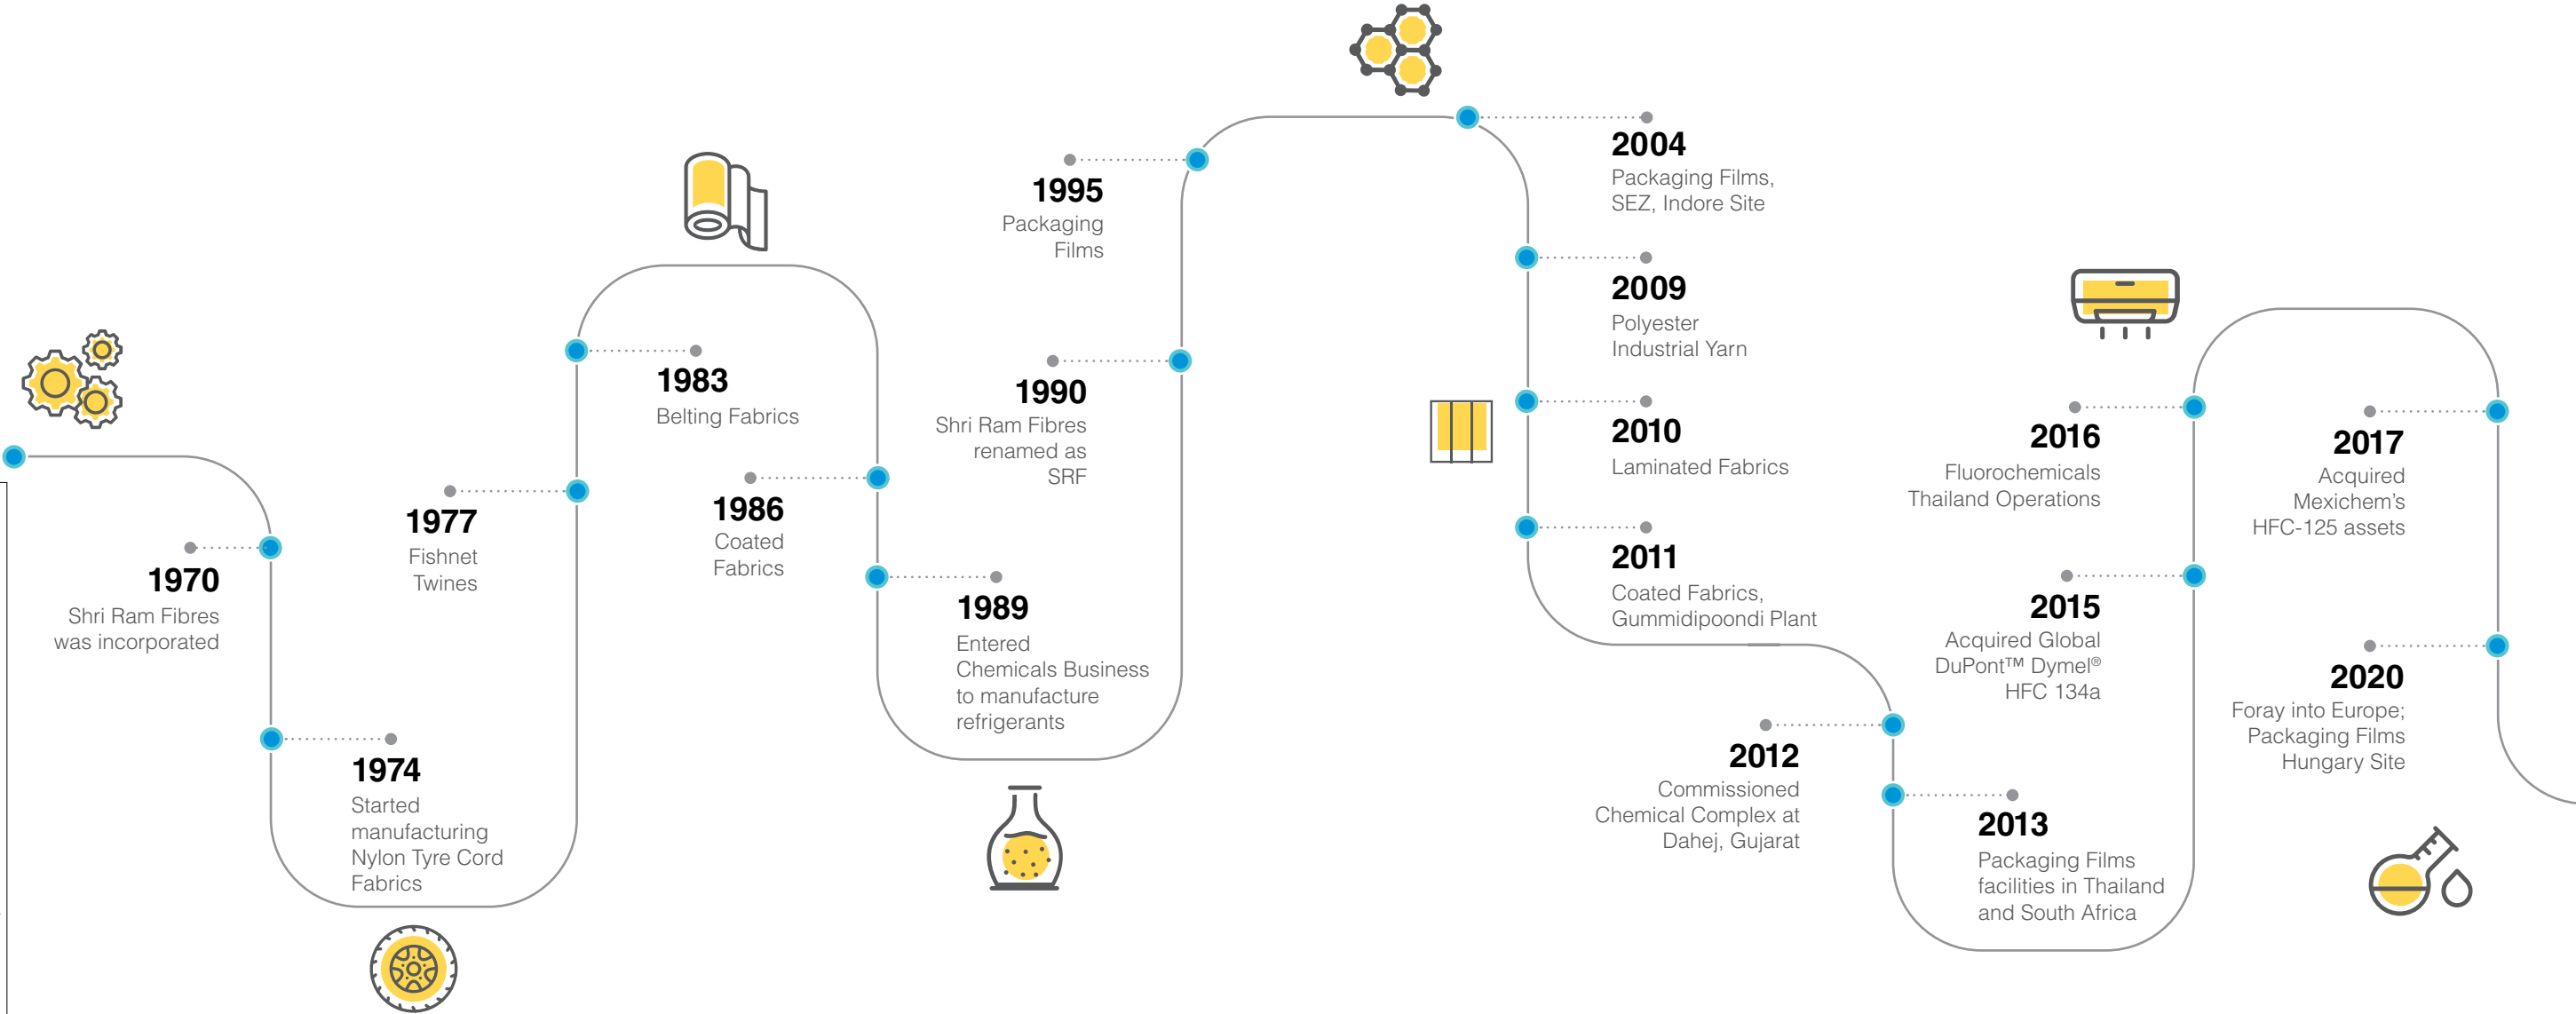 1970
Shri Ram Fibres
was incorporated
1974
Started
manufacturing
Nylon Tyre Cord
Fabrics
1977
Fishnet
Twines
1983
Belting Fabrics
1986
Coated
Fabrics
1989
Entered
Chemicals Business
to manufacture
refrigerants
1990
Shri Ram Fibres
renamed as
SRF
1995
Packaging
Films
2004
Packaging Films,
SEZ, Indore Site
2009
Polyester
Industrial Yarn
2010
Laminated Fabrics
2011
Coated Fabrics,
Gummidipoondi Plant
2012
Commissioned
Chemical Complex at
Dahej, Gujarat
2013
Packaging Films
facilities in Thailand
and South Africa
2015
Acquired Global
DuPont™ Dymel®
HFC 134a
2016
Fluorochemicals
Thailand Operations
2017
Acquired
Mexichem’s
HFC-125 assets
2020
Foray into Europe;
Packaging Films
Hungary Site